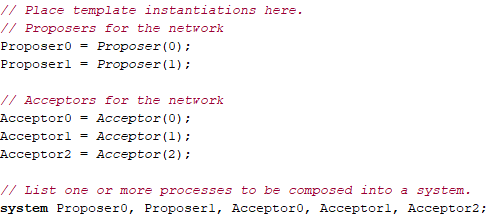 // Place template instantiations here.
// Proposers for the network
Proposer0 = Proposer(0);
Proposer1 = Proposer(1);
// Acceptors for the network
Acceptor0 = Acceptor(0);
Acceptor1 = Acceptor(1);
Acceptor2 = Acceptor(2);
// List one or more processes to be composed into a system.
system Proposer0, Proposer1, Acceptor0, Acceptor1, Acceptor2;